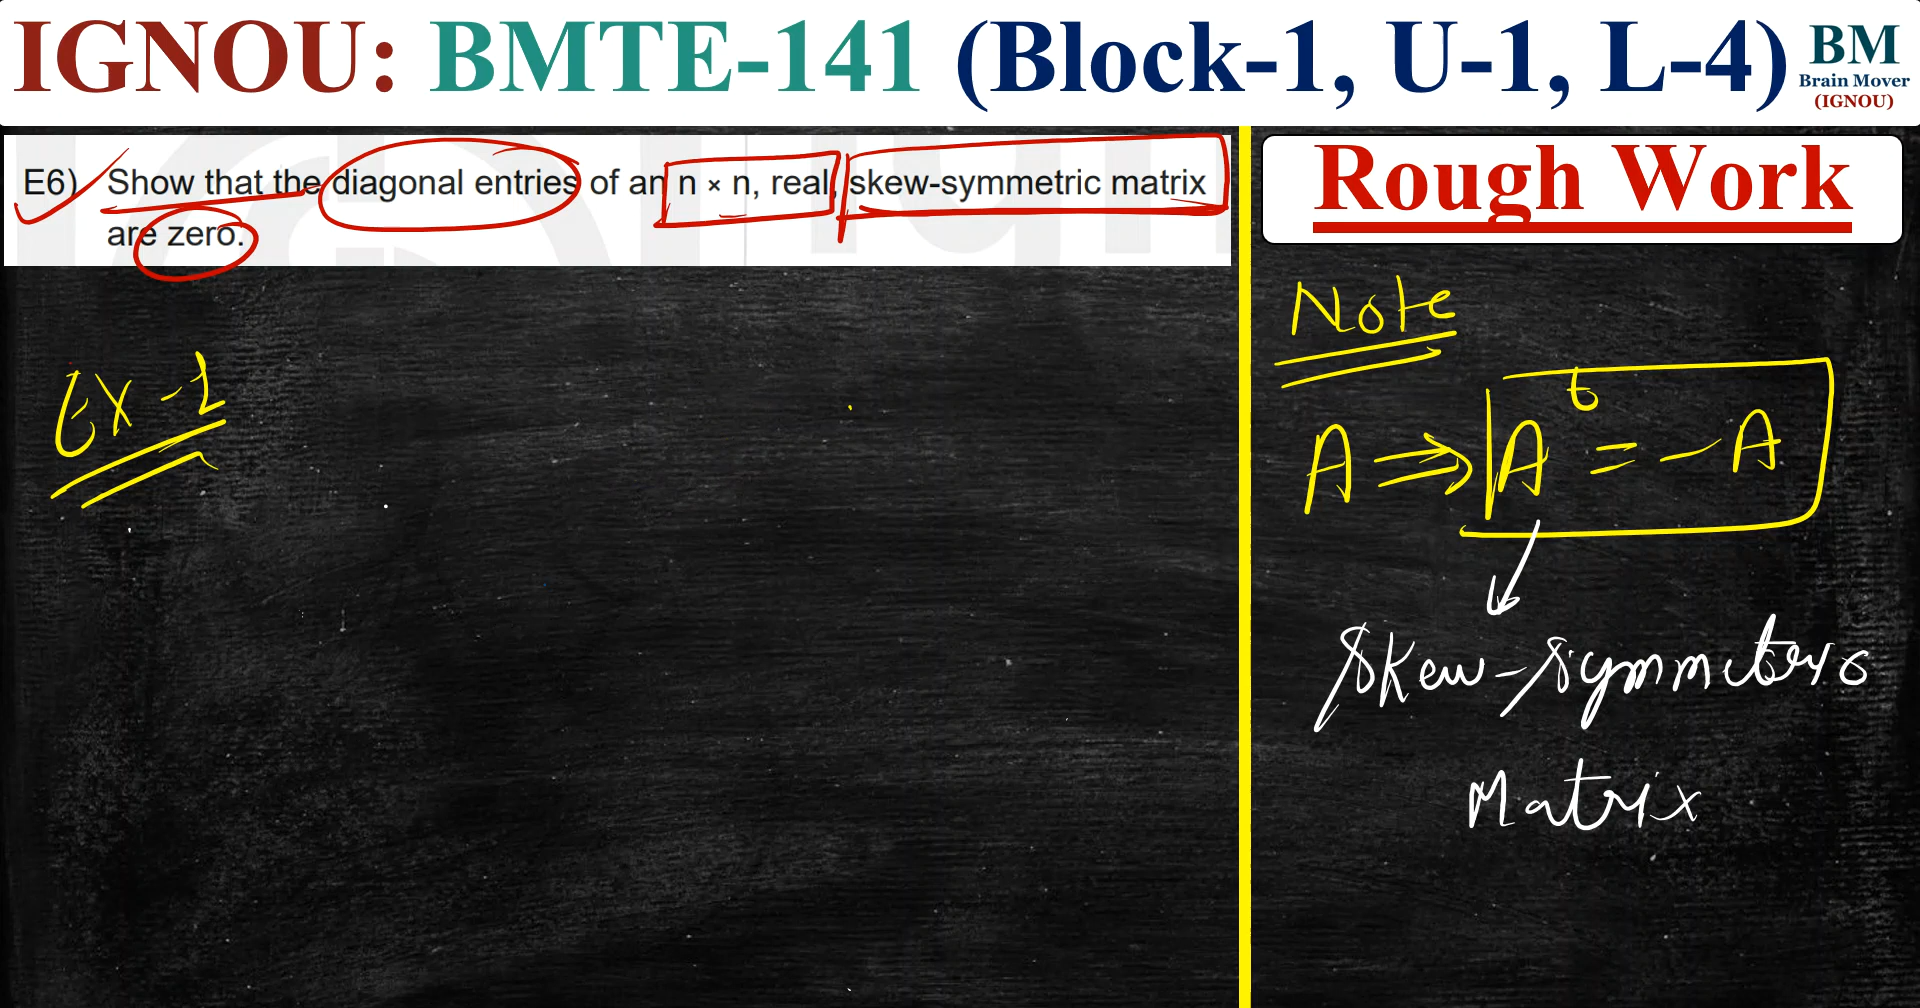 IGNOU: BMTE-141 (Block-1, U-1, L-4)
BM
Brain Mover
(IGNOU)
E6) Show that the diagonal entries of an n × n, real, skew-symmetric matrix
are zero.
Rough Work
Note
Ex-1
A ⇒ A^t = -A
Skew-Symmetric
Matrix